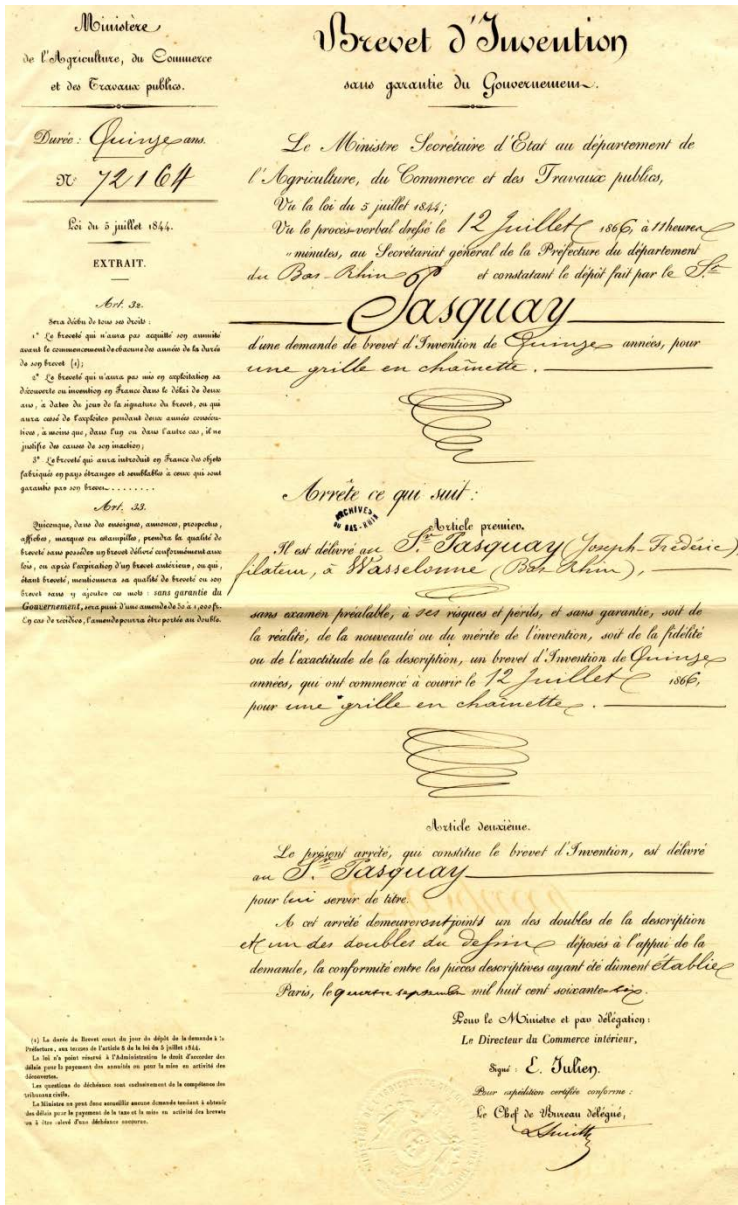 Ministère
de l'Agriculture, du Commerce
et des Travaux publics.
Durée: Quinze ans.
N° 72164
Loi du 5 juillet 1844.
EXTRAIT.
Art. 32.
Sera déchu de tous ses droits:
1° Le breveté qui n'aura pas acquitté son annuité
avant le commencement de chacune des années de la durée
de son brevet (1);
2° Le breveté qui n'aura pas mis en exploitation sa
découverte ou invention en France dans le délai de deux
ans, à dater du jour de la signature du brevet, ou qui
aura cessé de l'exploiter pendant deux années consécu-
tives, à moins que, dans l'un ou dans l'autre cas, il ne
justifie des causes de son inaction;
3° Le breveté qui aura introduit en France des objets
fabriqués en pays étranger et semblables à ceux qui sont
garantis par son brevet........
Art. 33.
Quiconque, dans des enseignes, annonces, prospectus,
affiches, marques ou estampilles, prendra la qualité de
breveté sans posséder un brevet délivré conformément aux
lois, ou après l'expiration d'un brevet antérieur, ou qui,
étant breveté, mentionnera sa qualité de breveté ou son
brevet sans y ajouter ces mots: sans garantie du
Gouvernement, sera puni d'une amende de 50 à 1,000 fr.
En cas de récidive, l'amende pourra être portée au double.
(1) La durée du Brevet court du jour du dépôt de la demande à la
Préfecture, aux termes de l'article 8 de la loi du 5 juillet 1844.
La loi n'a point réservé à l'Administration le droit d'accorder des
délais pour le payement des annuités ou pour la mise en activité des
découvertes.
Les questions de déchéance sont exclusivement de la compétence des
tribunaux civils.
Le Ministre ne peut donc accueillir aucune demande tendant à obtenir
des délais pour le payement de la taxe et la mise en activité des brevets
ou à être relevé d'une déchéance encourue.
Brevet d'Invention
sans garantie du Gouvernement.
Le Ministre Secrétaire d'Etat au département de
l'Agriculture, du Commerce et des Travaux publics,
Vu la loi du 5 juillet 1844;
Vu le procès-verbal dressé le 12 Juillet 1866, à 11 heures
" minutes, au Secrétariat général de la Préfecture du département
du Bas-Rhin et constatant le dépôt fait par le Sr.
Pasquay
d'une demande de brevet d'Invention de Quinze années, pour
une grille en chaînette.
Arrête ce qui suit:
ARCHIVES
DU BAS-RHIN
Article premier.
Il est délivré au Sr. Pasquay (Joseph-Frédéric),
filateur, à Wasselonne (Bas-Rhin),
sans examen préalable, à ses risques et périls, et sans garantie, soit de
la réalité, de la nouveauté ou du mérite de l'invention, soit de la fidélité
ou de l'exactitude de la description, un brevet d'Invention de Quinze
années, qui ont commencé à courir le 12 Juillet 1866,
pour une grille en chaînette.
Article deuxième.
Le présent arrêté, qui constitue le brevet d'Invention, est délivré
au Sr. Pasquay
pour lui servir de titre.
A cet arrêté demeureront joints un des doubles de la description
et un des doubles du dessin déposés à l'appui de la
demande, la conformité entre les pièces descriptives ayant été dûment établie
Paris, le quatre septembre mil huit cent soixante-six.
Pour le Ministre et par délégation:
Le Directeur du Commerce intérieur,
Signé: E. Julien.
Pour expédition certifiée conforme:
Le Chef de Bureau délégué,